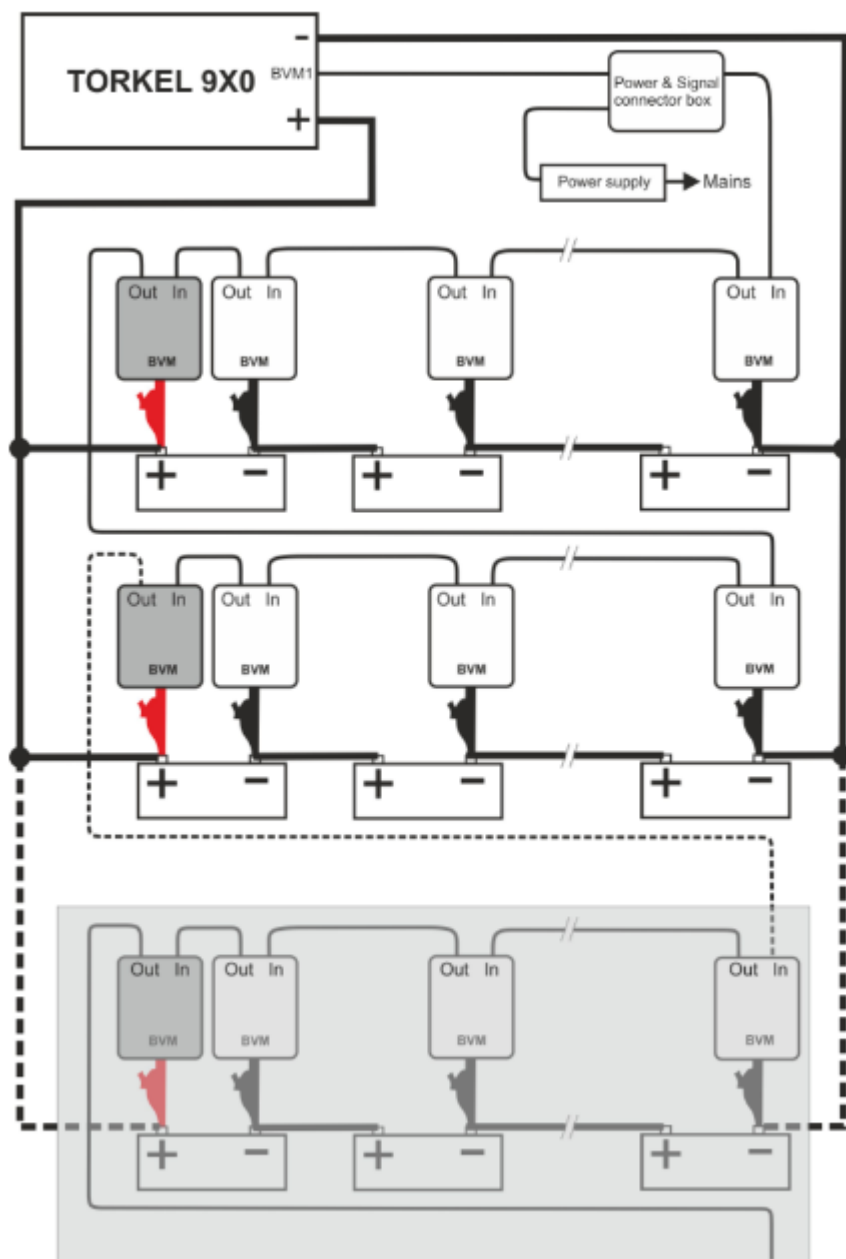 -
TORKEL 9X0
BVM1
+
Power & Signal
connector box
Power supply
Mains
Out In
Out In
Out In
Out In
BVM
BVM
BVM
BVM
+ -
+ -
+ -
Out In
Out In
Out In
Out In
BVM
BVM
BVM
BVM
+ -
+ -
+ -
Out In
Out In
Out In
Out In
BVM
BVM
BVM
BVM
+ -
+ -
+ -